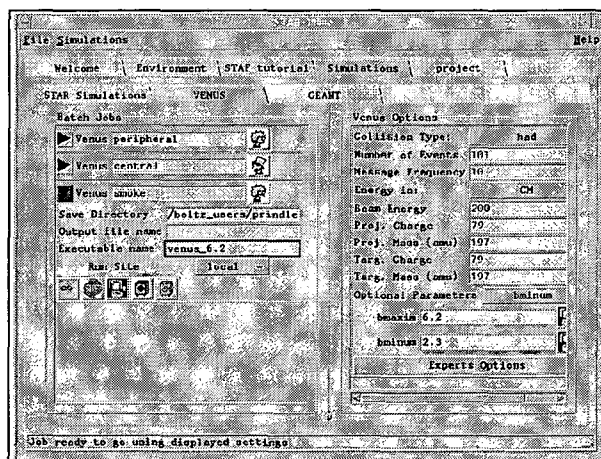 File Simulations Help
Welcome Environment STAF tutorial Simulations project
STAR Simulations VENUS GEANT
Batch Jobs
Venus peripheral
Venus central
Venus smoke
Save Directory /boltz_users/prindle
Output file name
Executable name venus_6.2
Run Site local
Venus Options
Collision Type: had
Number of Events 101
Message Frequency 10
Energy in: CM
Beam Energy 200
Proj. Charge 79
Proj. Mass (amu) 197
Targ. Charge 79
Targ. Mass (amu) 197
Optional Parameters bminum
bmaxim 6.2
bminum 2.3
Experts Options
Job ready to go using displayed settings